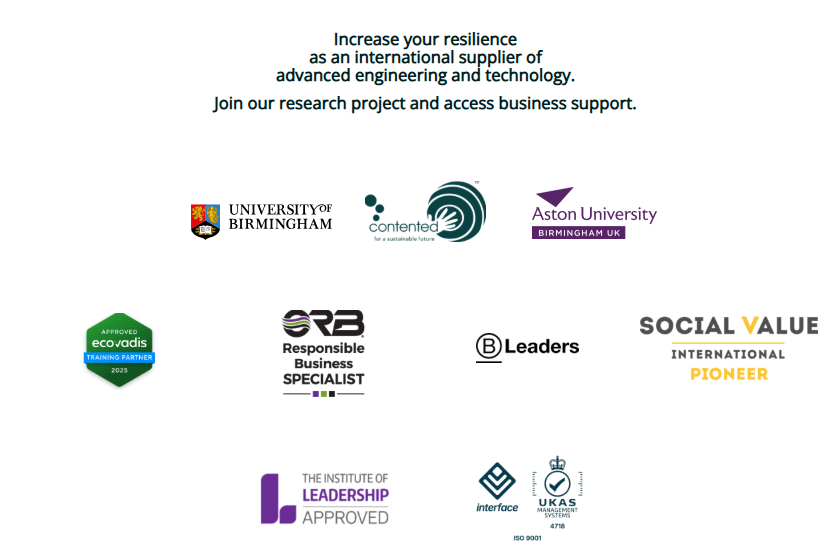 Increase your resilience
as an international supplier of
advanced engineering and technology.
Join our research project and access business support.
UNIVERSITYOF
BIRMINGHAM
contented
™
for a sustainable future
Aston University
BIRMINGHAM UK
APPROVED
ecovadis
TRAINING PARTNER
2025
ORB
Responsible
Business
SPECIALIST
B Leaders
SOCIAL VALUE
INTERNATIONAL
PIONEER
THE INSTITUTE OF
LEADERSHIP
APPROVED
interface
UKAS
MANAGEMENT
SYSTEMS
4718
ISO 9001